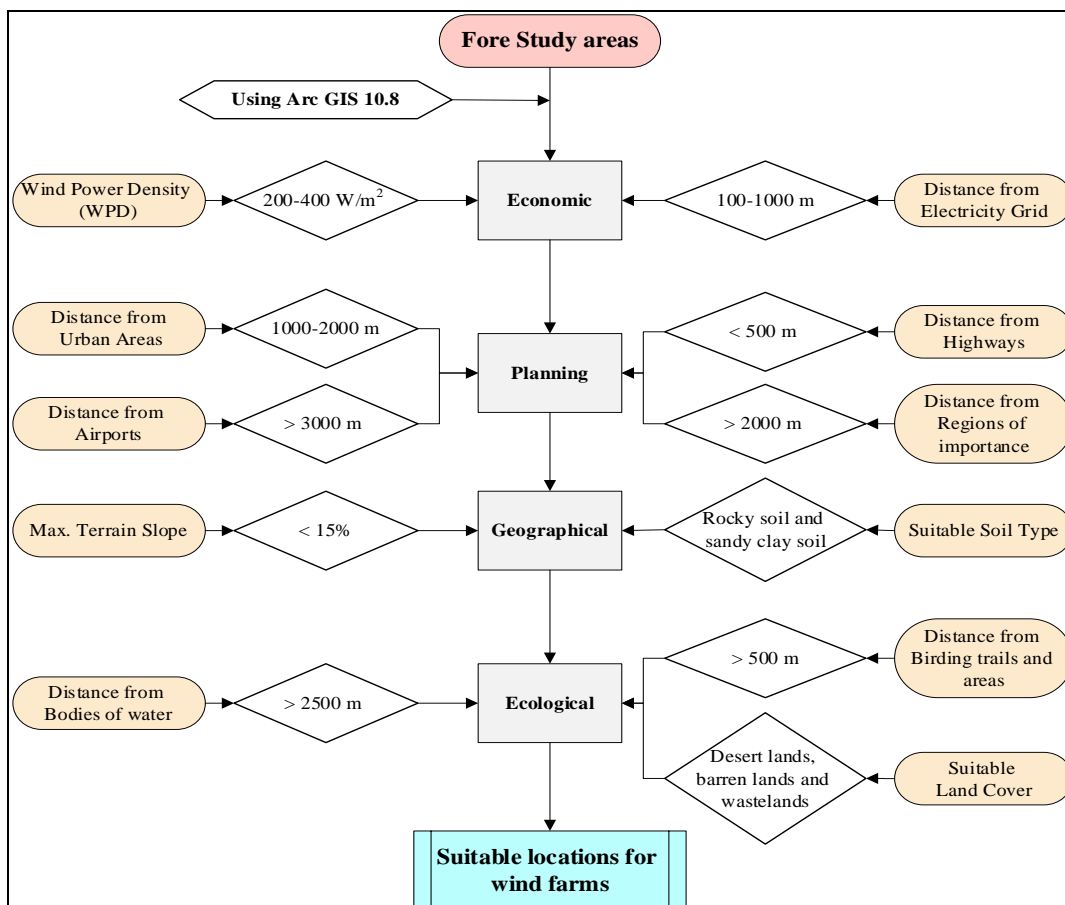 Fore Study areas
Using Arc GIS 10.8
Wind Power Density
(WPD)
200-400 W/m²
Economic
100-1000 m
Distance from
Electricity Grid
Distance from
Urban Areas
1000-2000 m
Distance from
Airports
> 3000 m
Planning
< 500 m
Distance from
Highways
> 2000 m
Distance from
Regions of
importance
Max. Terrain Slope
< 15%
Geographical
Rocky soil and
sandy clay soil
Suitable Soil Type
Distance from
Bodies of water
> 2500 m
Ecological
> 500 m
Distance from
Birding trails and
areas
Desert lands,
barren lands and
wastelands
Suitable
Land Cover
Suitable locations for
wind farms